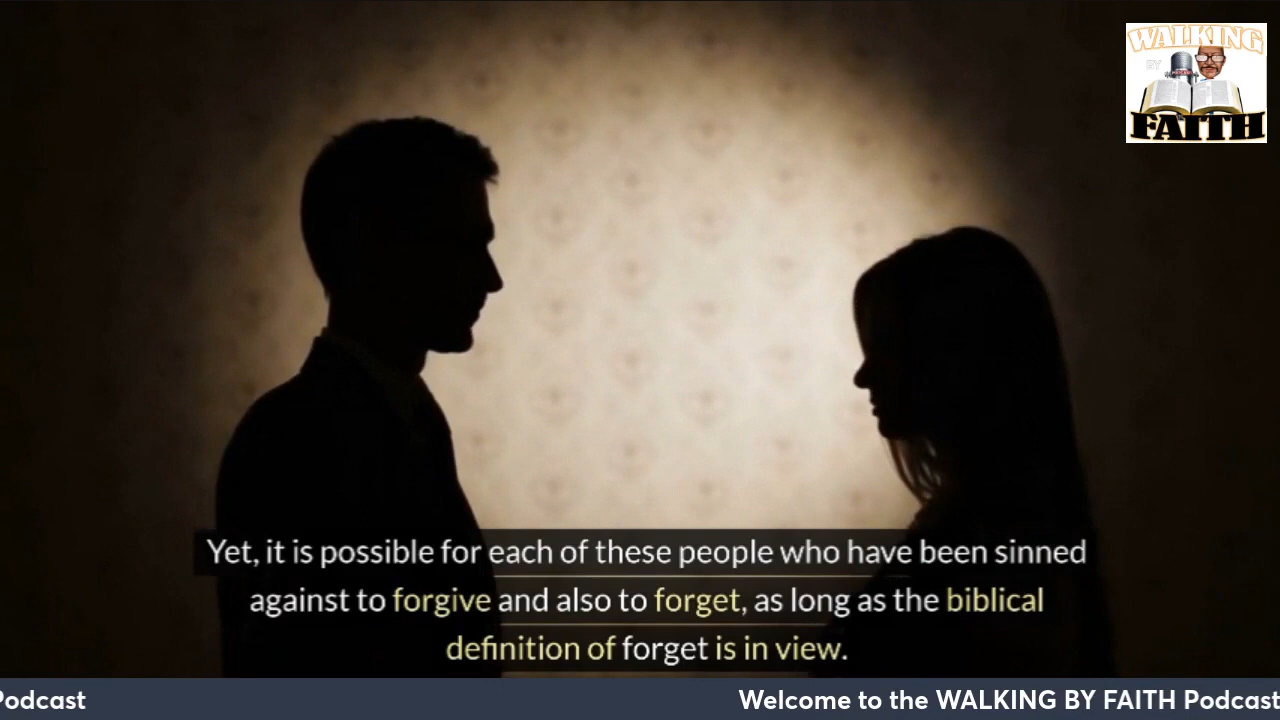 WALKING
BY
FAITH
Yet, it is possible for each of these people who have been sinned
against to forgive and also to forget, as long as the biblical
definition of forget is in view.
Podcast
Welcome to the WALKING BY FAITH Podcast